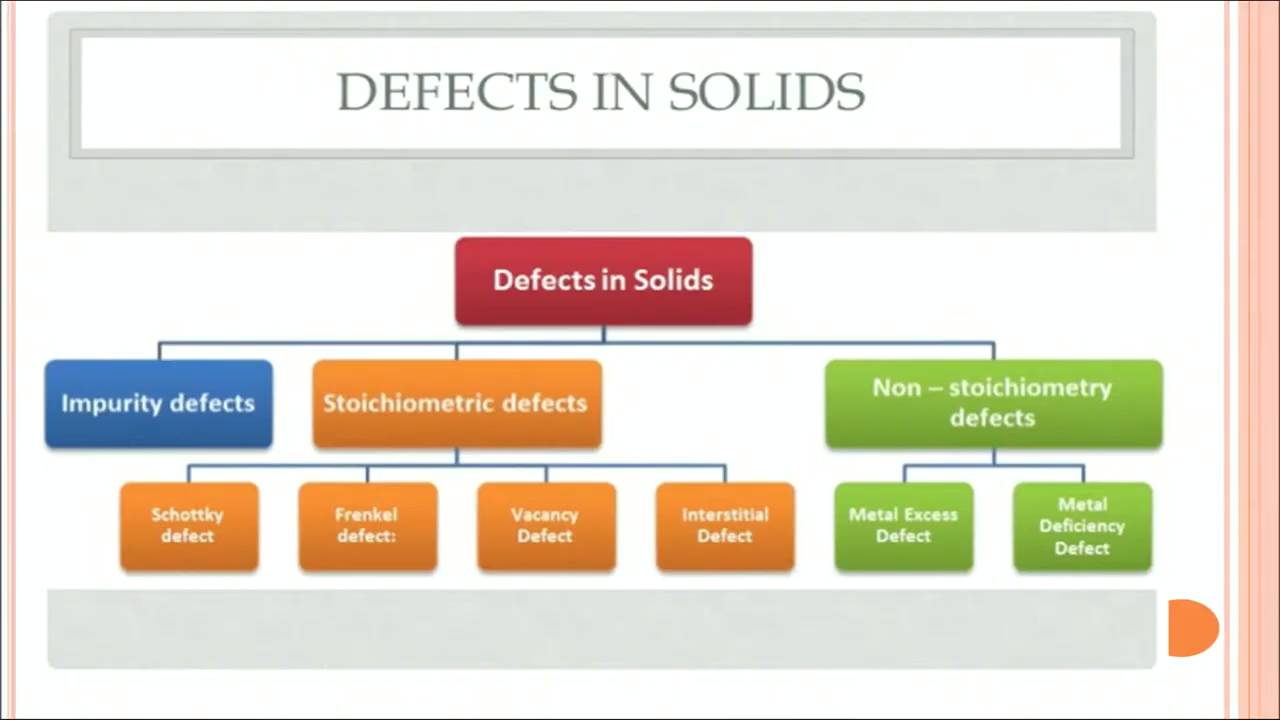 DEFECTS IN SOLIDS
Defects in Solids
Impurity defects
Stoichiometric defects
Non – stoichiometry
defects
Schottky
defect
Frenkel
defect:
Vacancy
Defect
Interstitial
Defect
Metal Excess
Defect
Metal
Deficiency
Defect